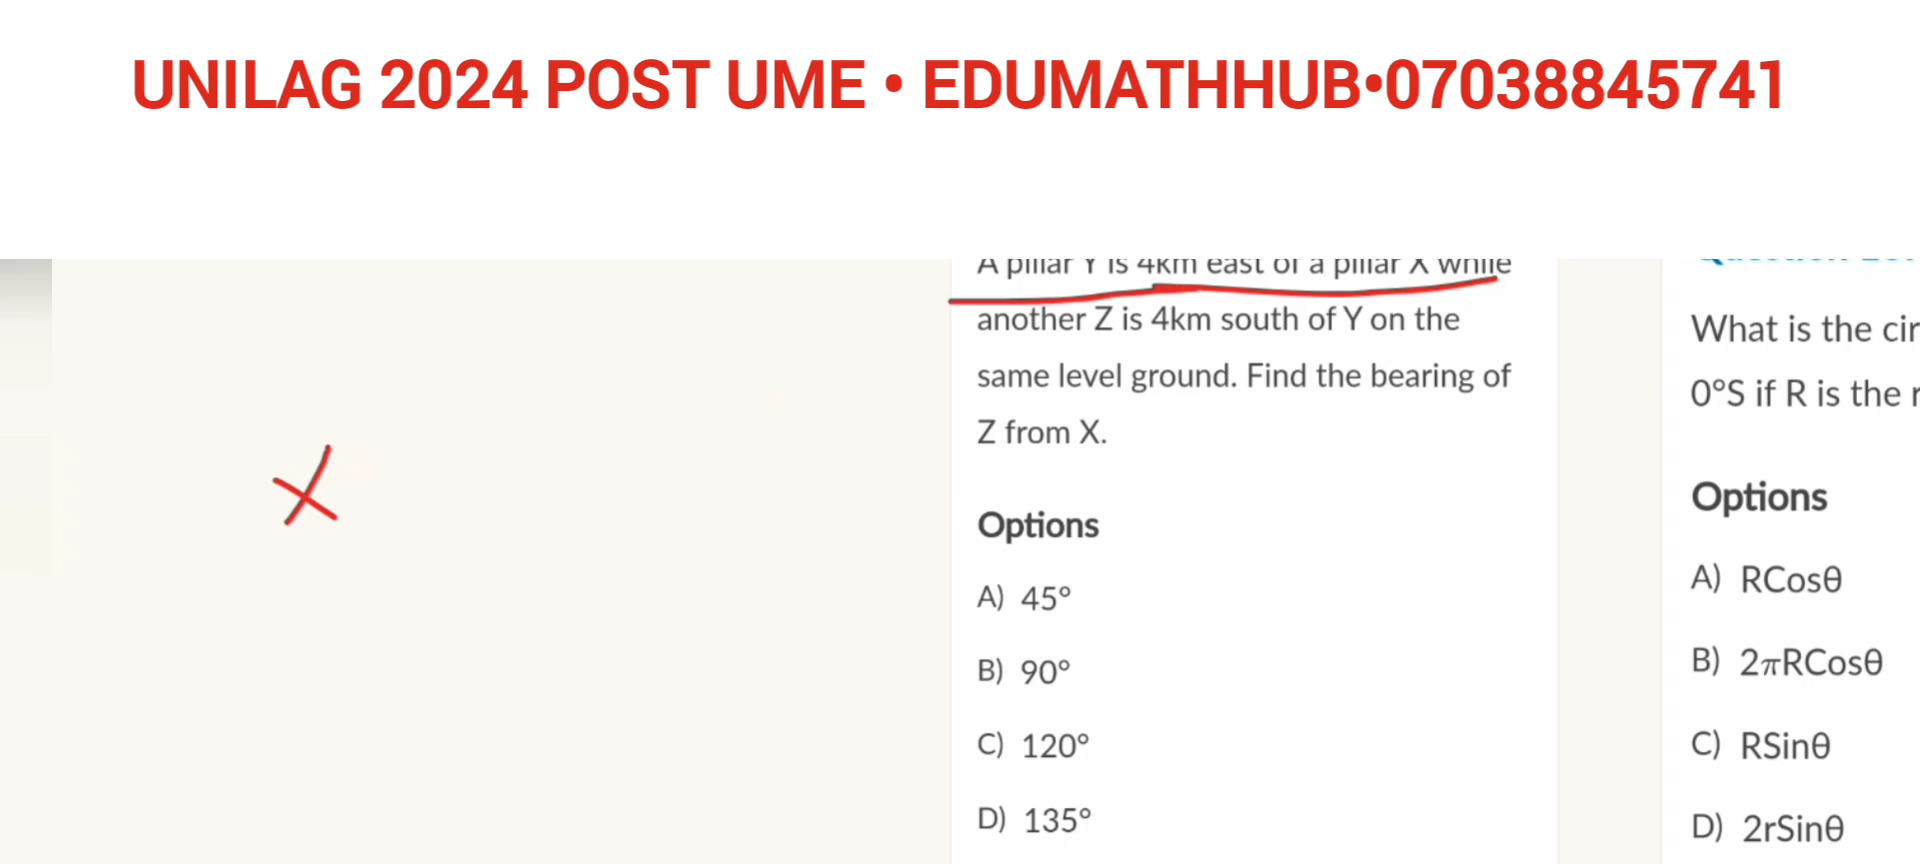 UNILAG 2024 POST UME • EDUMATHHUB•07038845741
A pillar Y is 4km east of a pillar X while
another Z is 4km south of Y on the
same level ground. Find the bearing of
Z from X.
Options
A) 45°
B) 90°
C) 120°
D) 135°
X
What is the cir
0°S if R is the r
Options
A) RCosθ
B) 2πRCosθ
C) RSinθ
D) 2rSinθ